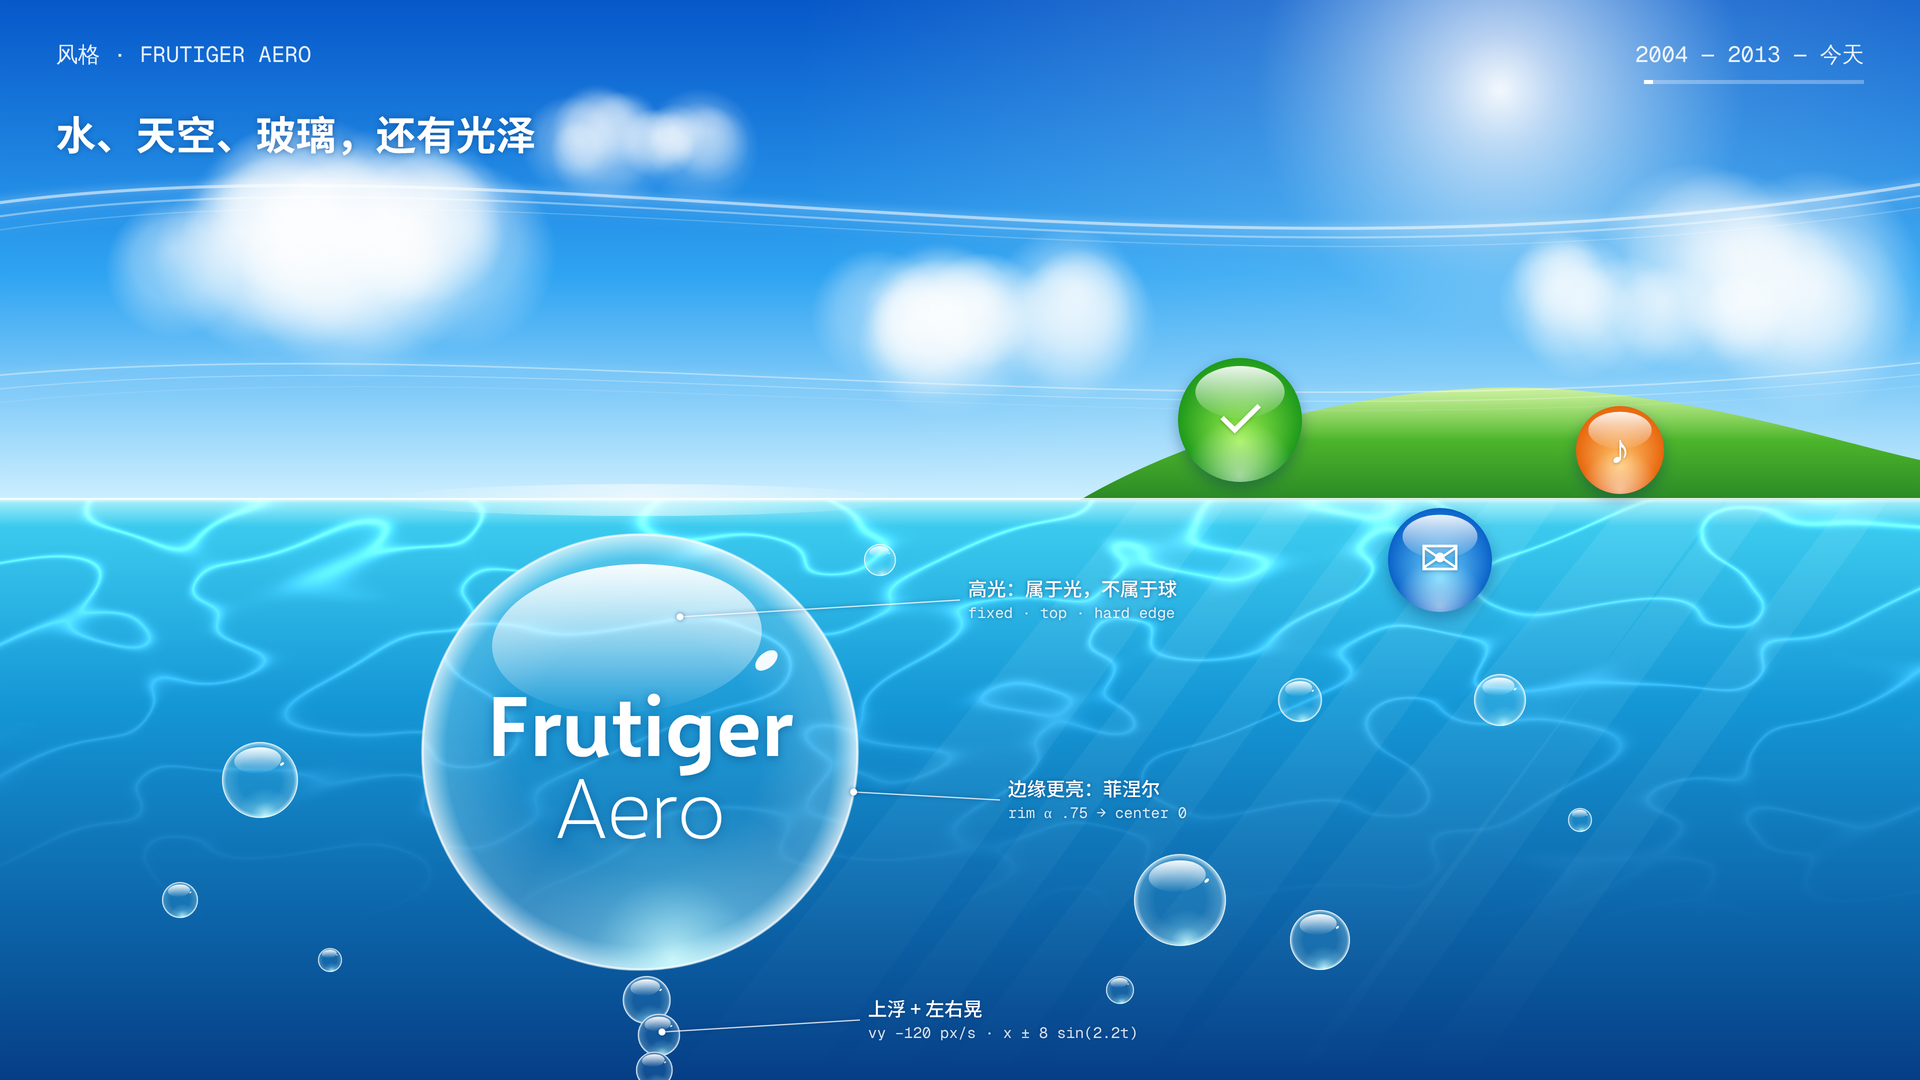 风格 · FRUTIGER AERO
2004 — 2013 — 今天
水、天空、玻璃，还有光泽
高光：属于光，不属于球
fixed · top · hard edge
Frutiger
Aero
边缘更亮：菲涅尔
rim α .75 → center 0
上浮 + 左右晃
vy −120 px/s · x ± 8 sin(2.2t)